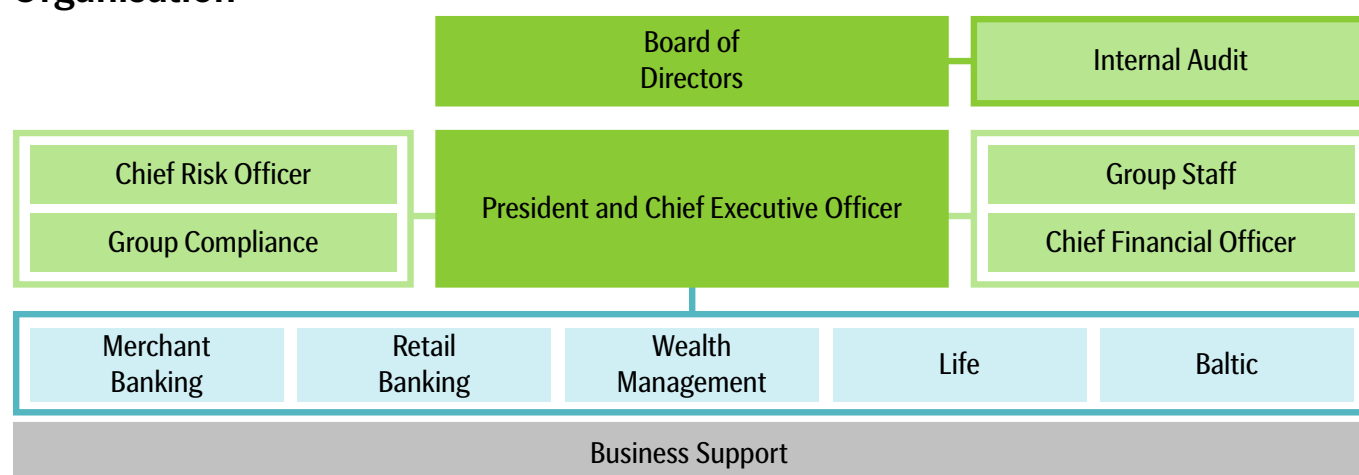 Organisation
Board of
Directors
Internal Audit
Chief Risk Officer
Group Compliance
President and Chief Executive Officer
Group Staff
Chief Financial Officer
Merchant
Banking
Retail
Banking
Wealth
Management
Life
Baltic
Business Support